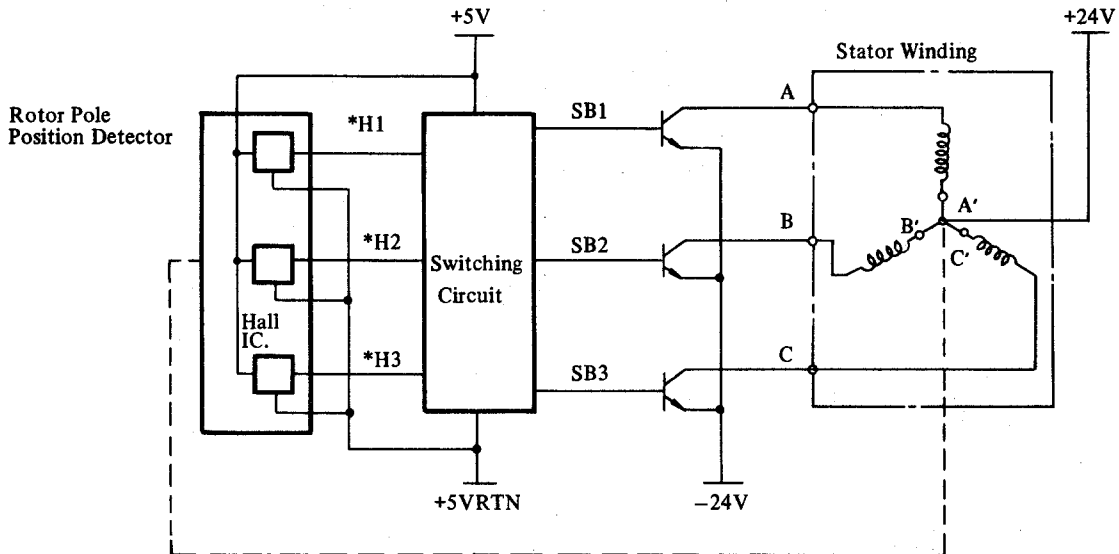 +5V
+24V
Stator Winding
Rotor Pole
Position Detector
*H1
SB1
A
A'
*H2
SB2
B
B'
C'
Switching
Circuit
Hall
IC.
*H3
SB3
C
+5VRTN
−24V